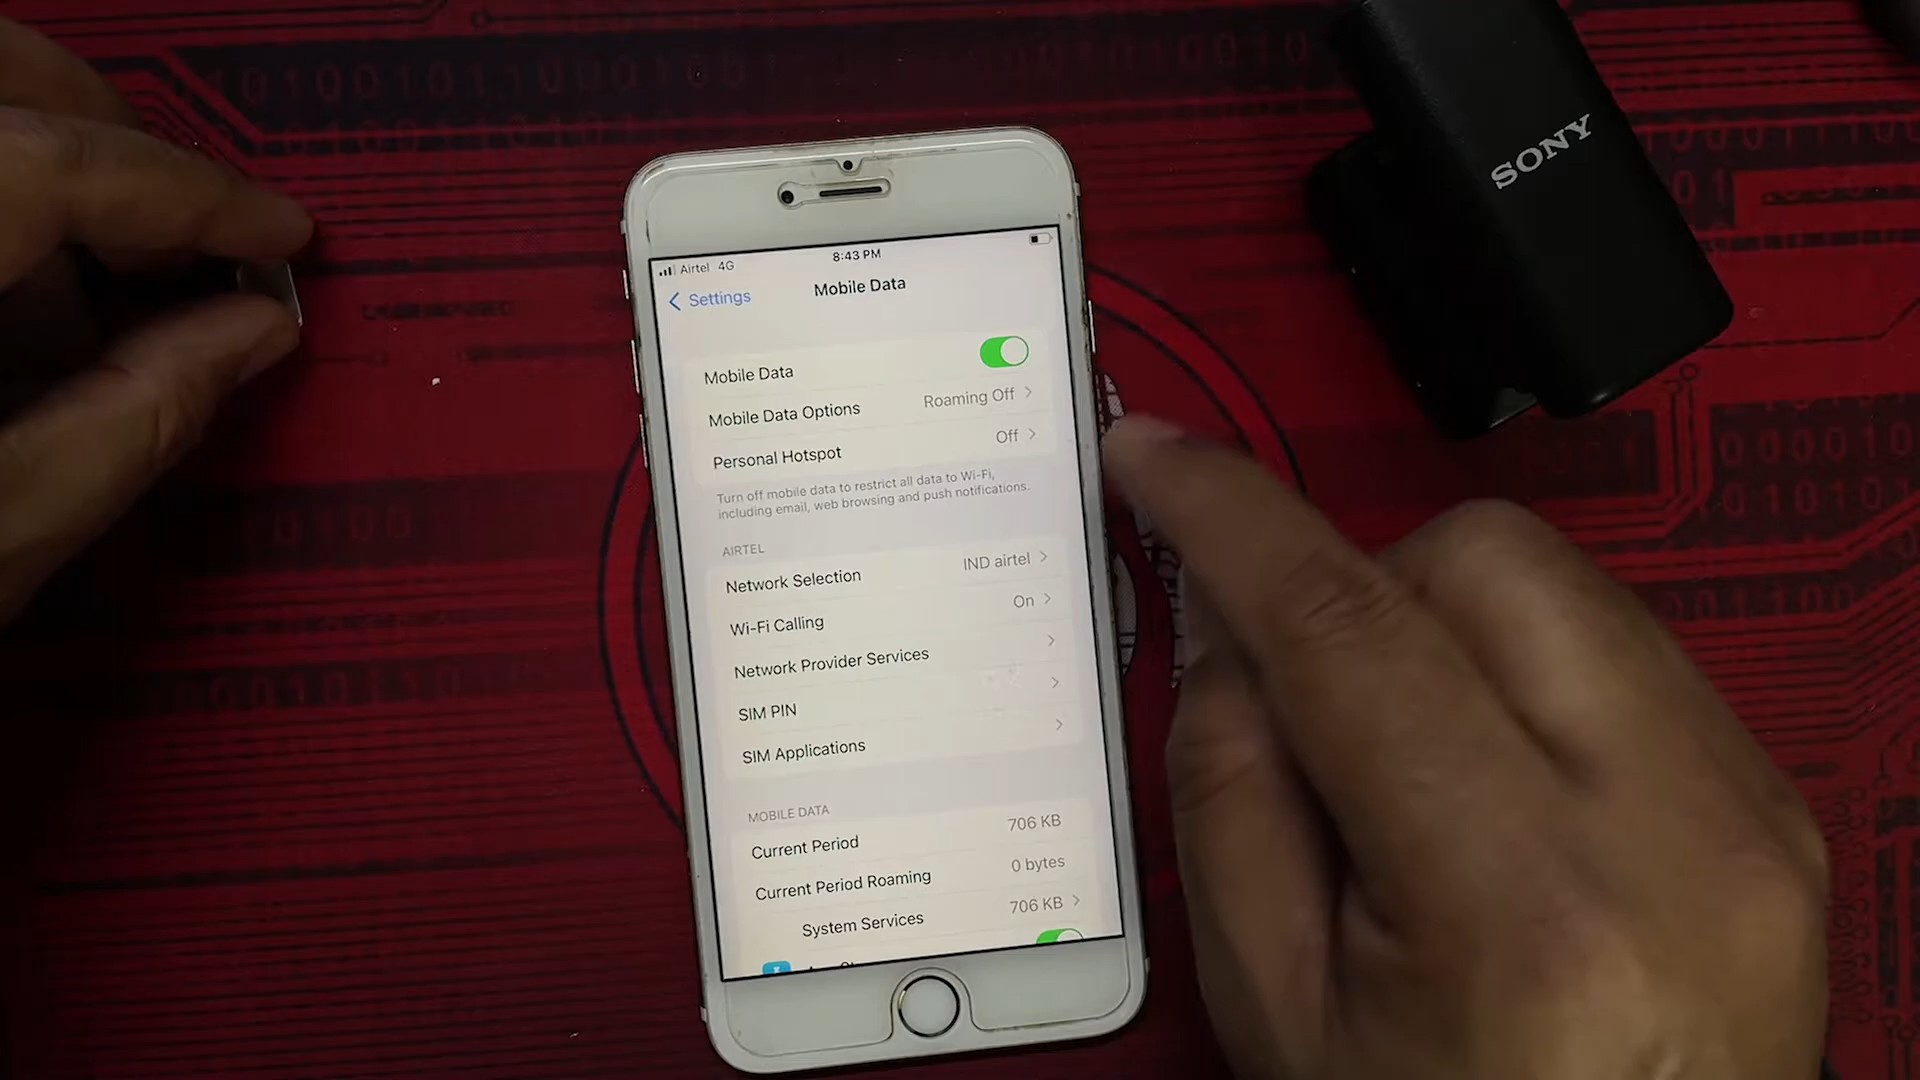 SONY
Airtel 4G
8:43 PM
Settings
Mobile Data
Mobile Data
Mobile Data Options
Roaming Off
Personal Hotspot
Off
Turn off mobile data to restrict all data to Wi-Fi,
including email, web browsing and push notifications.
AIRTEL
Network Selection
IND airtel
Wi-Fi Calling
On
Network Provider Services
SIM PIN
SIM Applications
MOBILE DATA
Current Period
706 KB
Current Period Roaming
0 bytes
System Services
706 KB